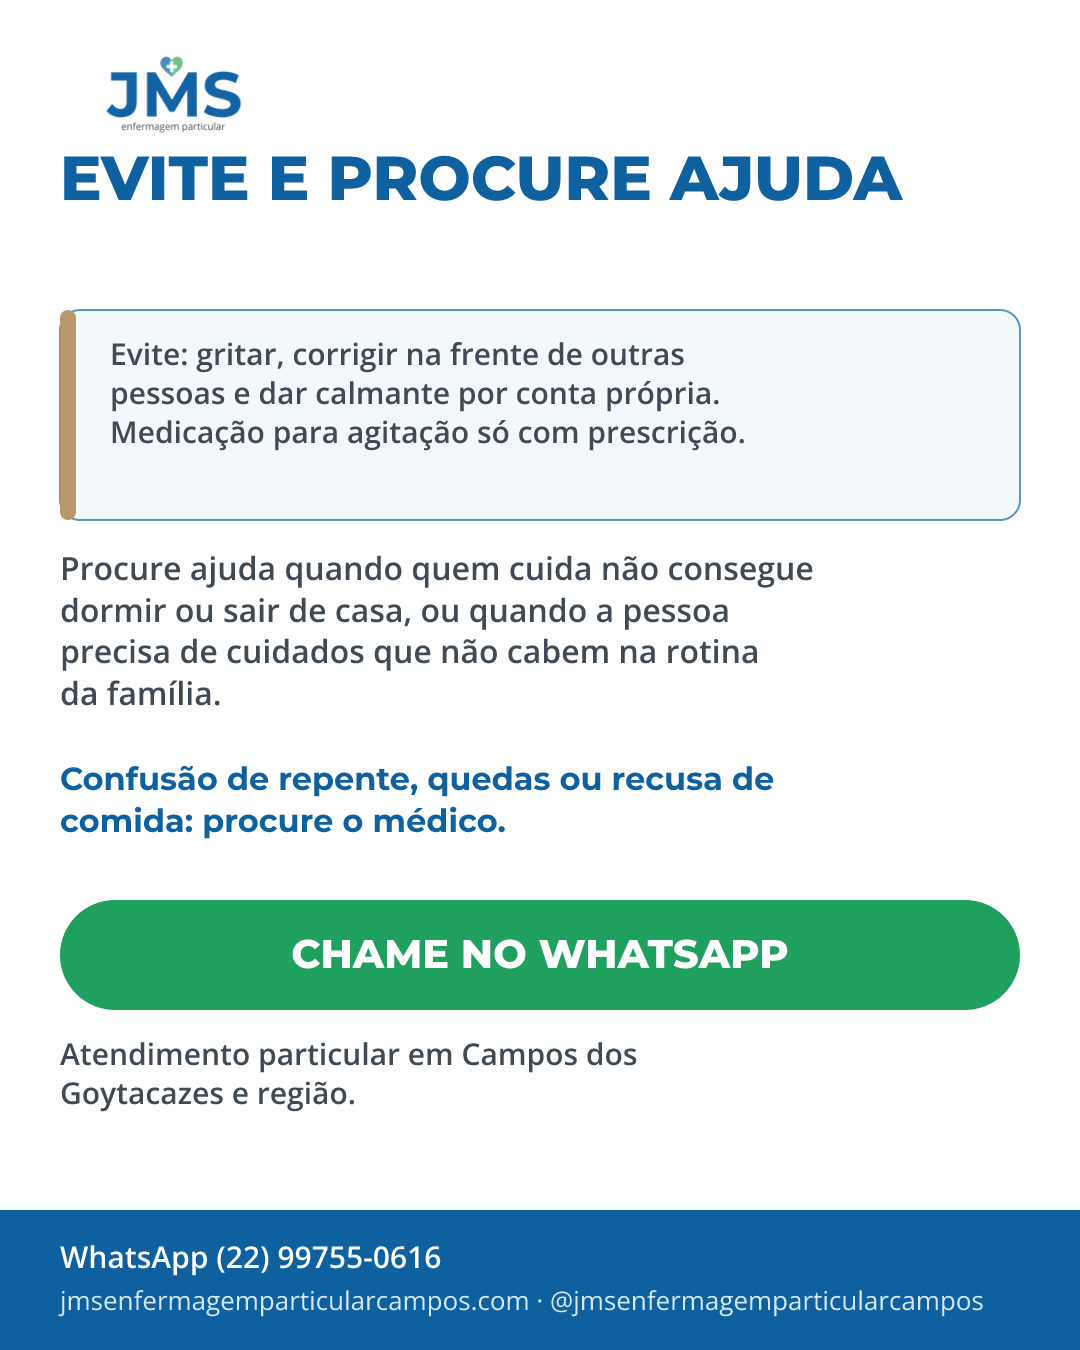 JMS
enfermagem particular
EVITE E PROCURE AJUDA
Evite: gritar, corrigir na frente de outras
pessoas e dar calmante por conta própria.
Medicação para agitação só com prescrição.
Procure ajuda quando quem cuida não consegue
dormir ou sair de casa, ou quando a pessoa
precisa de cuidados que não cabem na rotina
da família.
Confusão de repente, quedas ou recusa de
comida: procure o médico.
CHAME NO WHATSAPP
Atendimento particular em Campos dos
Goytacazes e região.
WhatsApp (22) 99755-0616
jmsenfermagemparticularcampos.com · @jmsenfermagemparticularcampos